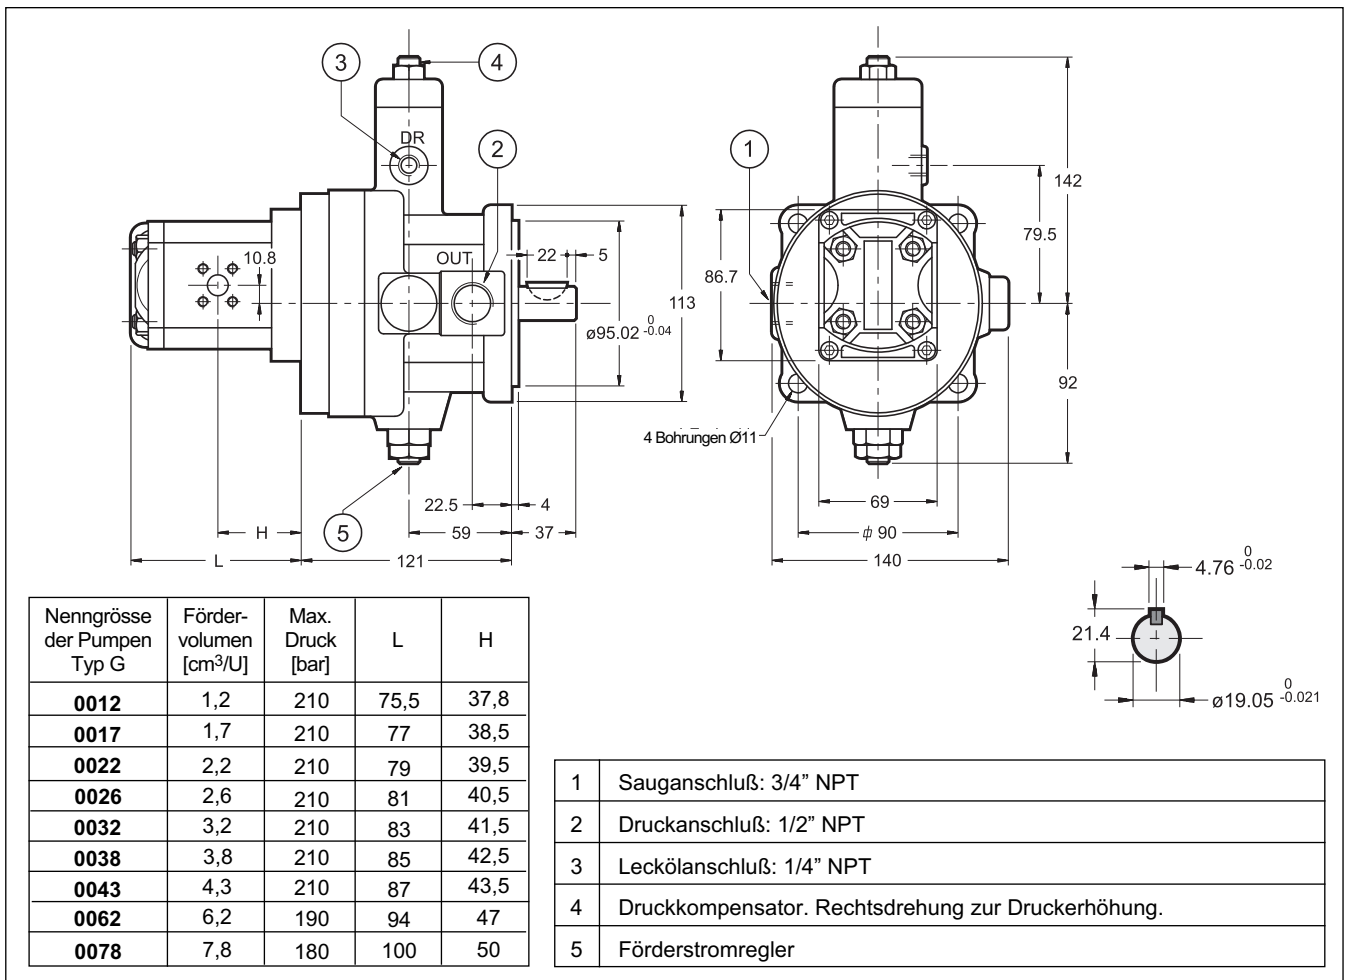 3
4
DR
2
10.8
OUT
22
5
ø95.02 0 -0.04
113
22.5
4
H
5
59
37
L
121
1
142
79.5
86.7
92
4 Bohrungen Ø11
69
ϕ 90
140
4.76 0 -0.02
21.4
ø19.05 0 -0.021
Nenngrösse der Pumpen Typ G | Förder-volumen [cm³/U] | Max. Druck [bar] | L | H
0012 1,2 210 75,5 37,8
0017 1,7 210 77 38,5
0022 2,2 210 79 39,5
0026 2,6 210 81 40,5
0032 3,2 210 83 41,5
0038 3,8 210 85 42,5
0043 4,3 210 87 43,5
0062 6,2 190 94 47
0078 7,8 180 100 50
1 Sauganschluß: 3/4” NPT
2 Druckanschluß: 1/2” NPT
3 Leckölanschluß: 1/4” NPT
4 Druckkompensator. Rechtsdrehung zur Druckerhöhung.
5 Förderstromregler